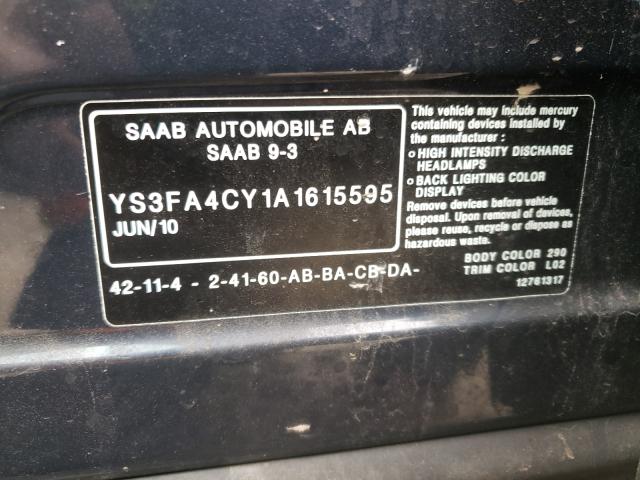 SAAB AUTOMOBILE AB
SAAB 9-3
YS3FA4CY1A1615595
JUN/10
42-11-4 - 2-41-60-AB-BA-CB-DA-
This vehicle may include mercury
containing devices installed by
the manufacturer :
o HIGH INTENSITY DISCHARGE
HEADLAMPS
o BACK LIGHTING COLOR
DISPLAY
Remove devices before vehicle
disposal. Upon removal of devices,
please reuse, recycle or dispose as
hazardous waste.
BODY COLOR 290
TRIM COLOR L02
12761317